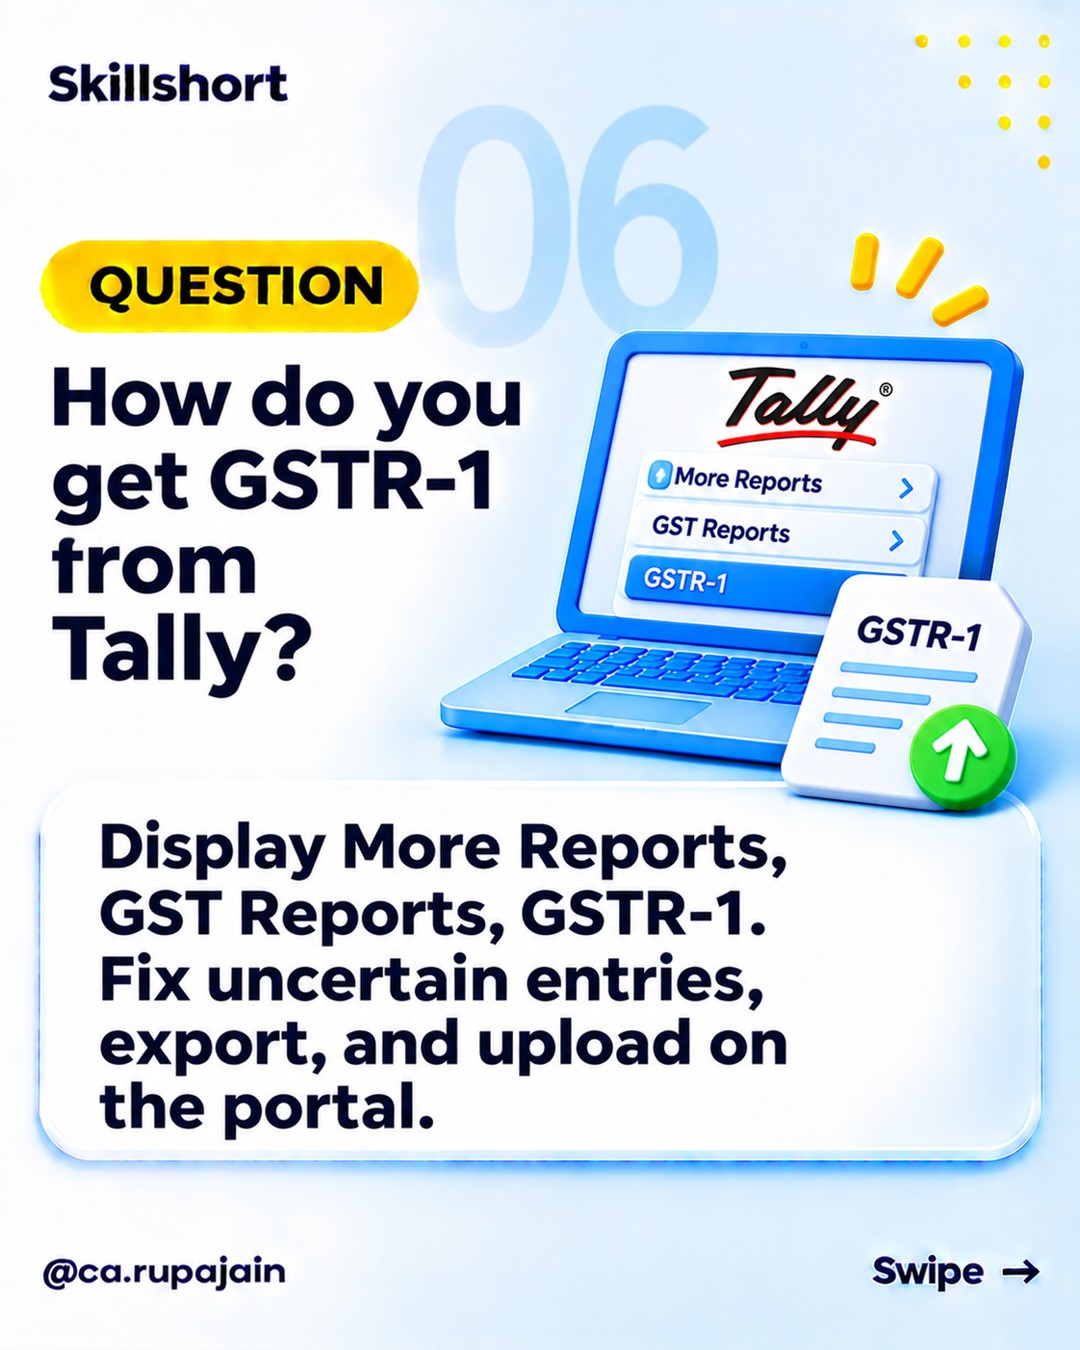 Skillshort
06
QUESTION
How do you
get GSTR-1
from
Tally?
Tally®
More Reports
GST Reports
GSTR-1
GSTR-1
Display More Reports,
GST Reports, GSTR-1.
Fix uncertain entries,
export, and upload on
the portal.
@ca.rupajain
Swipe →